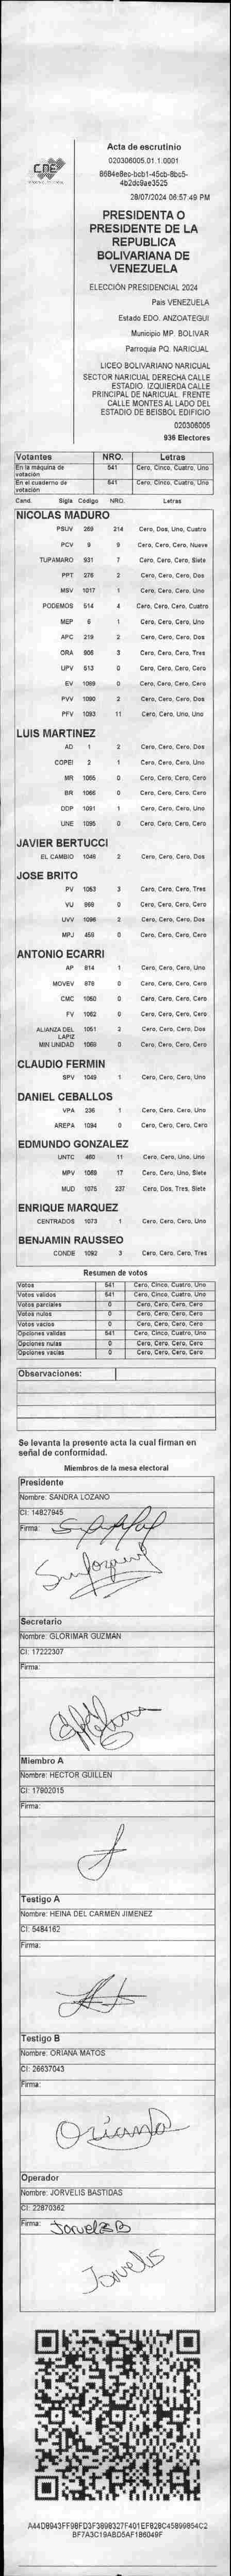 CNE
Acta de escrutinio
020306005.01.1.0001
8684e8ec-bcb1-45cb-8bc5-
4b2dc9ae3525
28/07/2024 06:57:49 PM
PRESIDENTA O
PRESIDENTE DE LA
REPUBLICA
BOLIVARIANA DE
VENEZUELA
ELECCIÓN PRESIDENCIAL 2024
País VENEZUELA
Estado EDO. ANZOATEGUI
Municipio MP. BOLIVAR
Parroquia PQ. NARICUAL
LICEO BOLIVARIANO NARICUAL
SECTOR NARICUAL DERECHA CALLE
ESTADIO. IZQUIERDA CALLE
PRINCIPAL DE NARICUAL. FRENTE
CALLE MONTES AL LADO DEL
ESTADIO DE BEISBOL EDIFICIO
020306005
936 Electores
Votantes NRO. Letras
En la máquina de votación 541 Cero, Cinco, Cuatro, Uno
En el cuaderno de votación 541 Cero, Cinco, Cuatro, Uno
Cand. Sigla Código NRO. Letras
NICOLAS MADURO
PSUV 269 214 Cero, Dos, Uno, Cuatro
PCV 9 9 Cero, Cero, Cero, Nueve
TUPAMARO 931 7 Cero, Cero, Cero, Siete
PPT 276 2 Cero, Cero, Cero, Dos
MSV 1017 1 Cero, Cero, Cero, Uno
PODEMOS 514 4 Cero, Cero, Cero, Cuatro
MEP 6 1 Cero, Cero, Cero, Uno
APC 219 2 Cero, Cero, Cero, Dos
ORA 906 3 Cero, Cero, Cero, Tres
UPV 513 0 Cero, Cero, Cero, Cero
EV 1089 0 Cero, Cero, Cero, Cero
PVV 1090 2 Cero, Cero, Cero, Dos
PFV 1093 11 Cero, Cero, Uno, Uno
LUIS MARTINEZ
AD 1 2 Cero, Cero, Cero, Dos
COPEI 2 1 Cero, Cero, Cero, Uno
MR 1065 0 Cero, Cero, Cero, Cero
BR 1066 0 Cero, Cero, Cero, Cero
DDP 1091 1 Cero, Cero, Cero, Uno
UNE 1095 0 Cero, Cero, Cero, Cero
JAVIER BERTUCCI
EL CAMBIO 1048 2 Cero, Cero, Cero, Dos
JOSE BRITO
PV 1063 3 Cero, Cero, Cero, Tres
VU 969 0 Cero, Cero, Cero, Cero
UVV 1096 2 Cero, Cero, Cero, Dos
MPJ 459 0 Cero, Cero, Cero, Cero
ANTONIO ECARRI
AP 814 1 Cero, Cero, Cero, Uno
MOVEV 978 0 Cero, Cero, Cero, Cero
CMC 1050 0 Cero, Cero, Cero, Cero
FV 1052 0 Cero, Cero, Cero, Cero
ALIANZA DEL LAPIZ 1051 2 Cero, Cero, Cero, Dos
MIN UNIDAD 1069 0 Cero, Cero, Cero, Cero
CLAUDIO FERMIN
SPV 1049 1 Cero, Cero, Cero, Uno
DANIEL CEBALLOS
VPA 236 1 Cero, Cero, Cero, Uno
AREPA 1094 0 Cero, Cero, Cero, Cero
EDMUNDO GONZALEZ
UNTC 460 11 Cero, Cero, Uno, Uno
MPV 1089 17 Cero, Cero, Uno, Siete
MUD 1075 237 Cero, Dos, Tres, Siete
ENRIQUE MARQUEZ
CENTRADOS 1073 1 Cero, Cero, Cero, Uno
BENJAMIN RAUSSEO
CONDE 1092 3 Cero, Cero, Cero, Tres
Resumen de votos
Votos 541 Cero, Cinco, Cuatro, Uno
Votos válidos 541 Cero, Cinco, Cuatro, Uno
Votos parciales 0 Cero, Cero, Cero, Cero
Votos nulos 0 Cero, Cero, Cero, Cero
Votos vacíos 0 Cero, Cero, Cero, Cero
Opciones válidas 541 Cero, Cinco, Cuatro, Uno
Opciones nulas 0 Cero, Cero, Cero, Cero
Opciones vacías 0 Cero, Cero, Cero, Cero
Observaciones:
Se levanta la presente acta la cual firman en
señal de conformidad.
Miembros de la mesa electoral
Presidente
Nombre: SANDRA LOZANO
CI: 14827945
Firma:
Secretario
Nombre: GLORIMAR GUZMAN
CI: 17222307
Firma:
Miembro A
Nombre: HECTOR GUILLEN
CI: 17902015
Firma:
Testigo A
Nombre: HEINA DEL CARMEN JIMENEZ
CI: 5484162
Firma:
Testigo B
Nombre: ORIANA MATOS
CI: 26637043
Firma:
Oriana
Operador
Nombre: JORVELIS BASTIDAS
CI: 22870362
Firma: Jorvelis B
Jorvelis
A44D8943FF98FD3F3898327F401EF828C45899854C2
BF7A3C19ABD5AF186049F